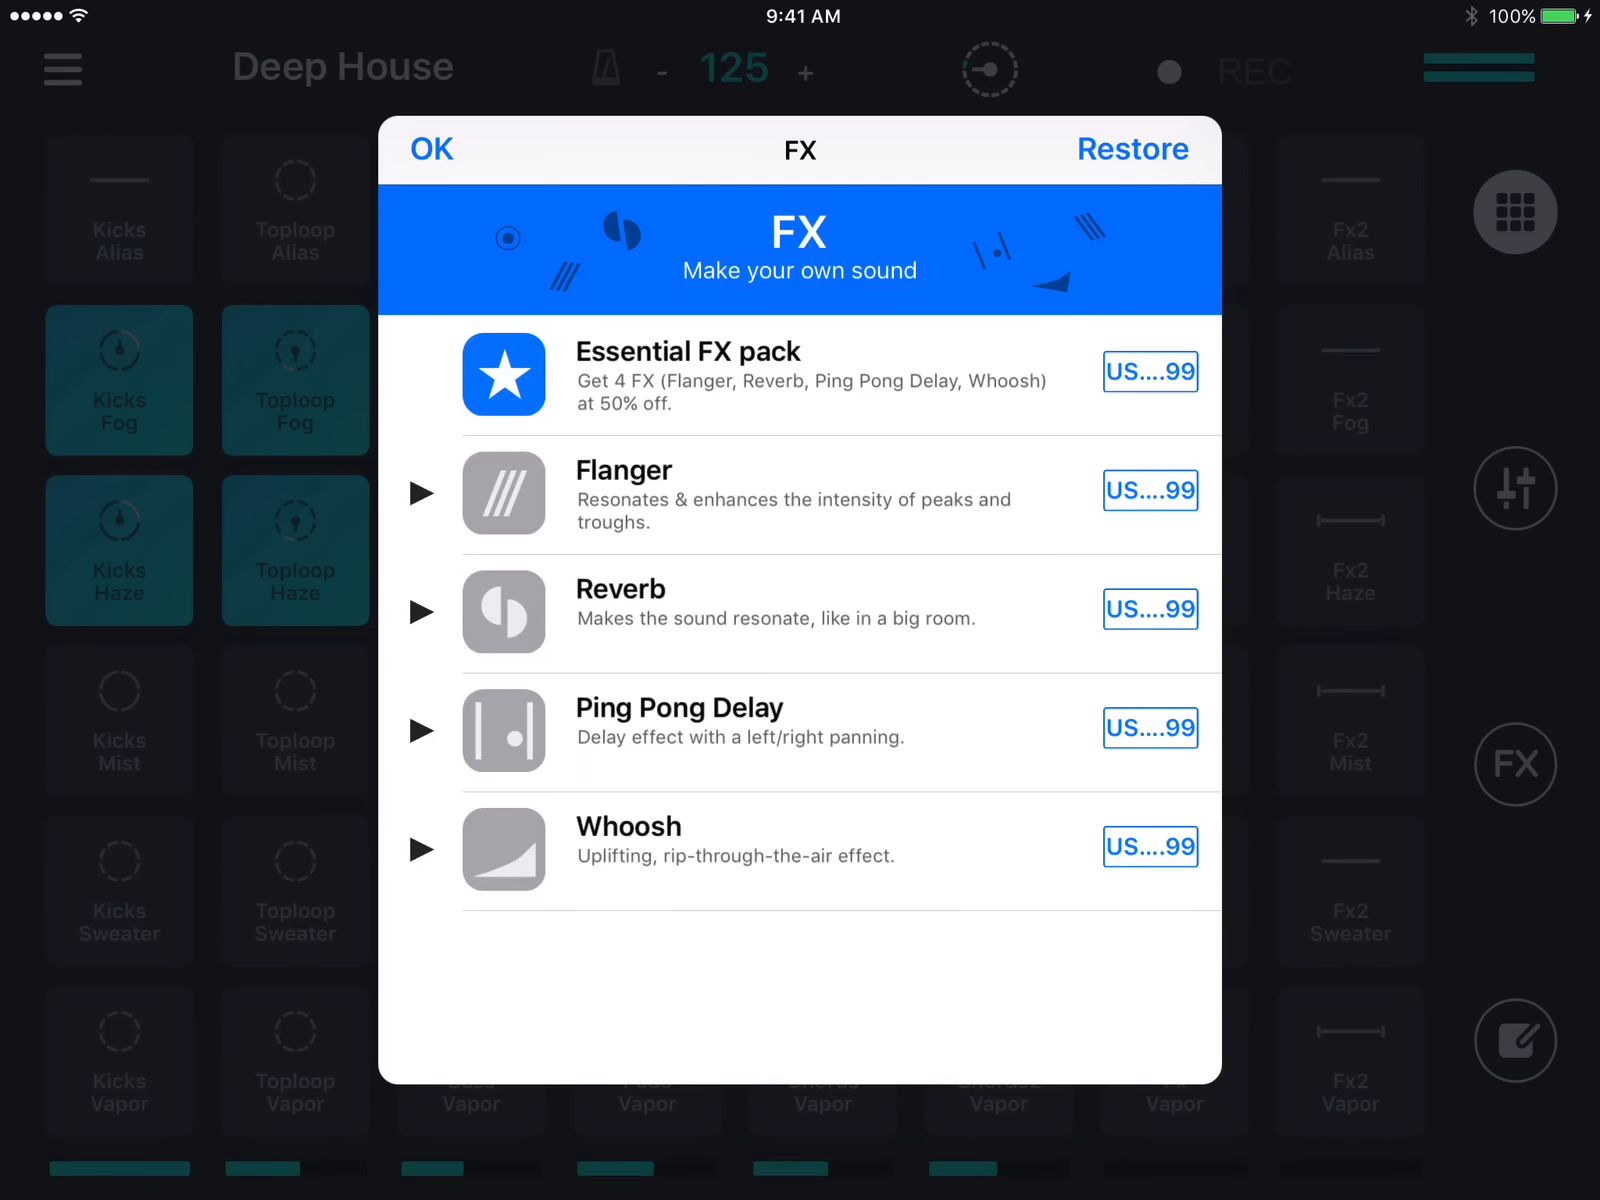 9:41 AM
100%
Deep House
- 125 +
REC
OK
FX
Restore
FX
Make your own sound
Essential FX pack
Get 4 FX (Flanger, Reverb, Ping Pong Delay, Whoosh)
at 50% off.
US....99
Flanger
Resonates & enhances the intensity of peaks and
troughs.
US....99
Reverb
Makes the sound resonate, like in a big room.
US....99
Ping Pong Delay
Delay effect with a left/right panning.
US....99
Whoosh
Uplifting, rip-through-the-air effect.
US....99
Kicks
Alias
Toploop
Alias
Fx2
Alias
Kicks
Fog
Toploop
Fog
Fx2
Fog
Kicks
Haze
Toploop
Haze
Fx2
Haze
Kicks
Mist
Toploop
Mist
Fx2
Mist
FX
Kicks
Sweater
Toploop
Sweater
Fx2
Sweater
Kicks
Vapor
Toploop
Vapor
Vapor
Vapor
Vapor
Vapor
Vapor
Fx2
Vapor